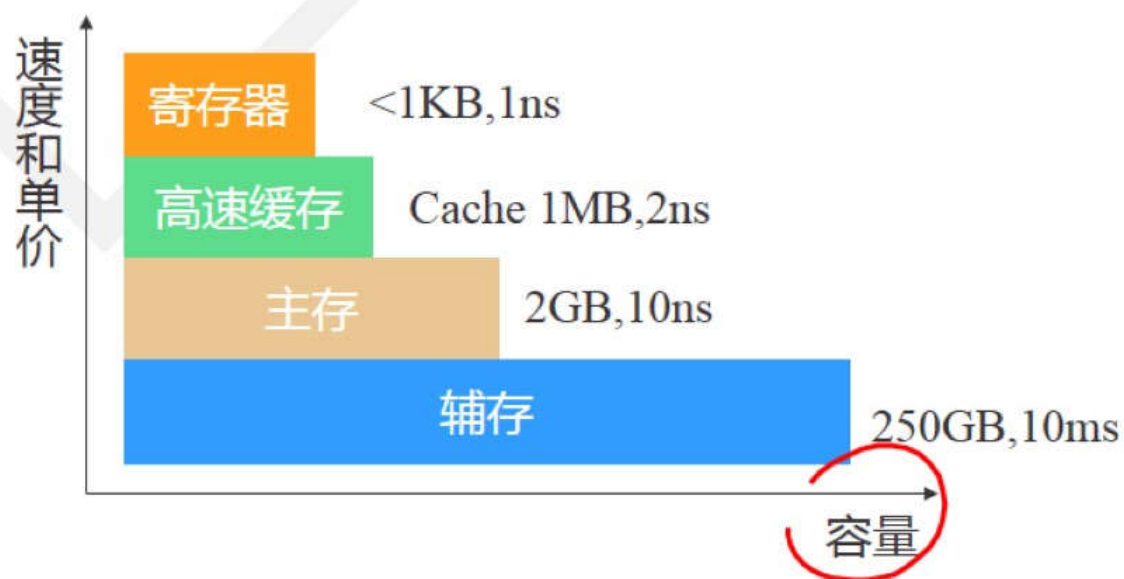 速度和单价
寄存器
<1KB,1ns
高速缓存
Cache 1MB,2ns
主存
2GB,10ns
辅存
250GB,10ms
容量